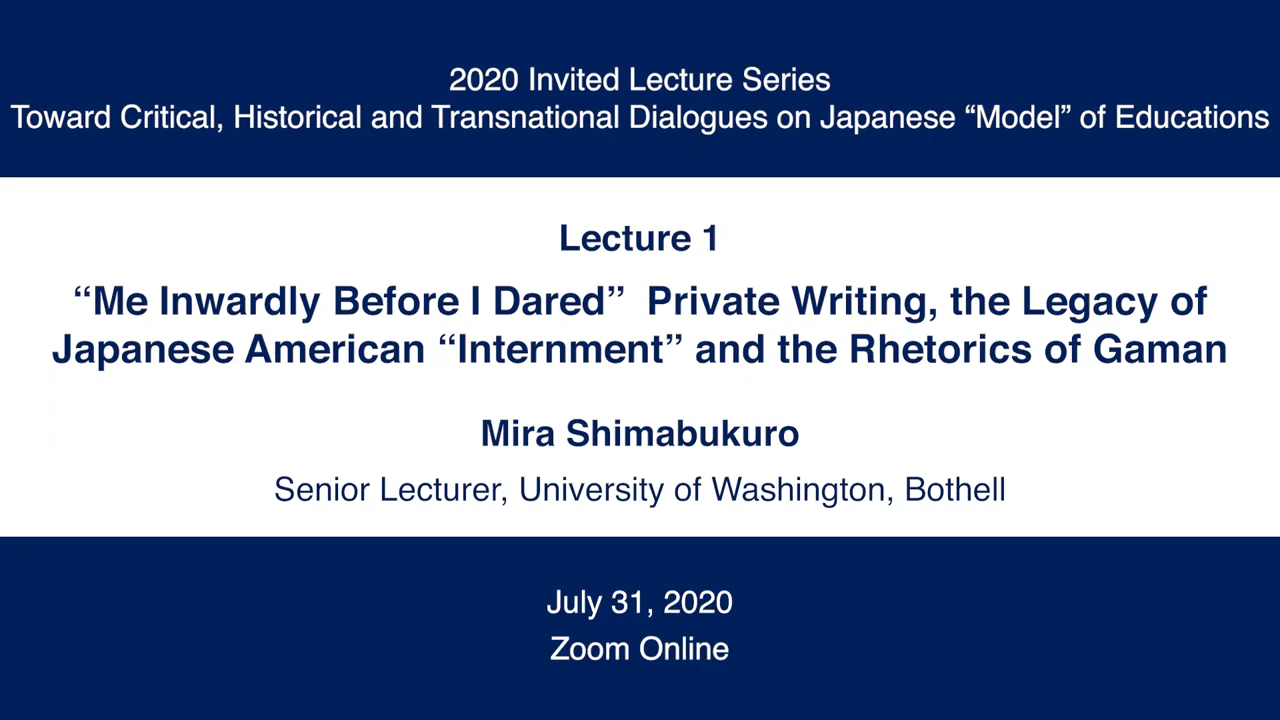 2020 Invited Lecture Series
Toward Critical, Historical and Transnational Dialogues on Japanese “Model” of Educations
Lecture 1
“Me Inwardly Before I Dared” Private Writing, the Legacy of
Japanese American “Internment” and the Rhetorics of Gaman
Mira Shimabukuro
Senior Lecturer, University of Washington, Bothell
July 31, 2020
Zoom Online